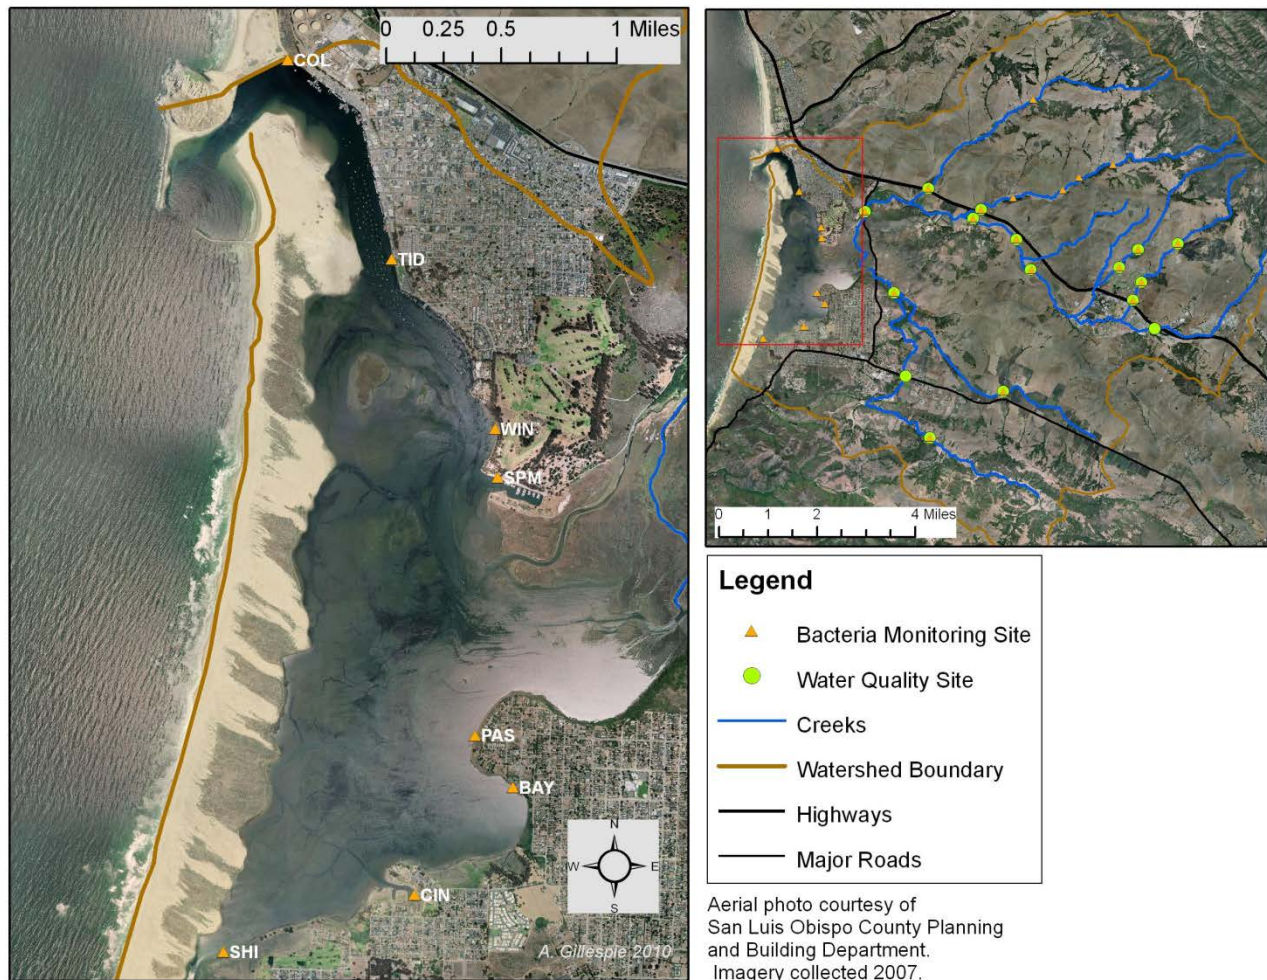 0 0.25 0.5 1 Miles
COL
TID
WIN
SPM
PAS
BAY
CIN
SHI
N
W E
S
A. Gillespie 2010
0 1 2 4 Miles
Legend
Bacteria Monitoring Site
Water Quality Site
Creeks
Watershed Boundary
Highways
Major Roads
Aerial photo courtesy of
San Luis Obispo County Planning
and Building Department.
Imagery collected 2007.